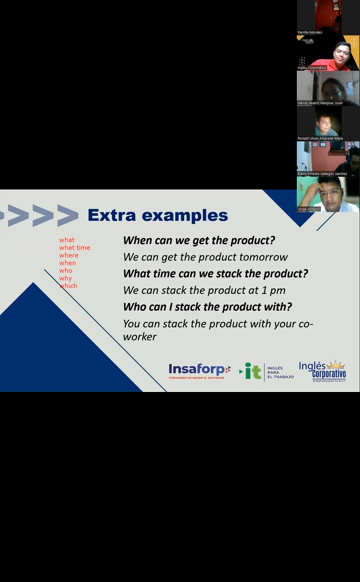 Inglés Corporativo
Extra examples
what
what time
where
when
who
why
which
When can we get the product?
We can get the product tomorrow
What time can we stack the product?
We can stack the product at 1 pm
Who can I stack the product with?
You can stack the product with your co-
worker
Insaforp
it
INGLÉS
PARA
EL TRABAJO
Inglés
Corporativo